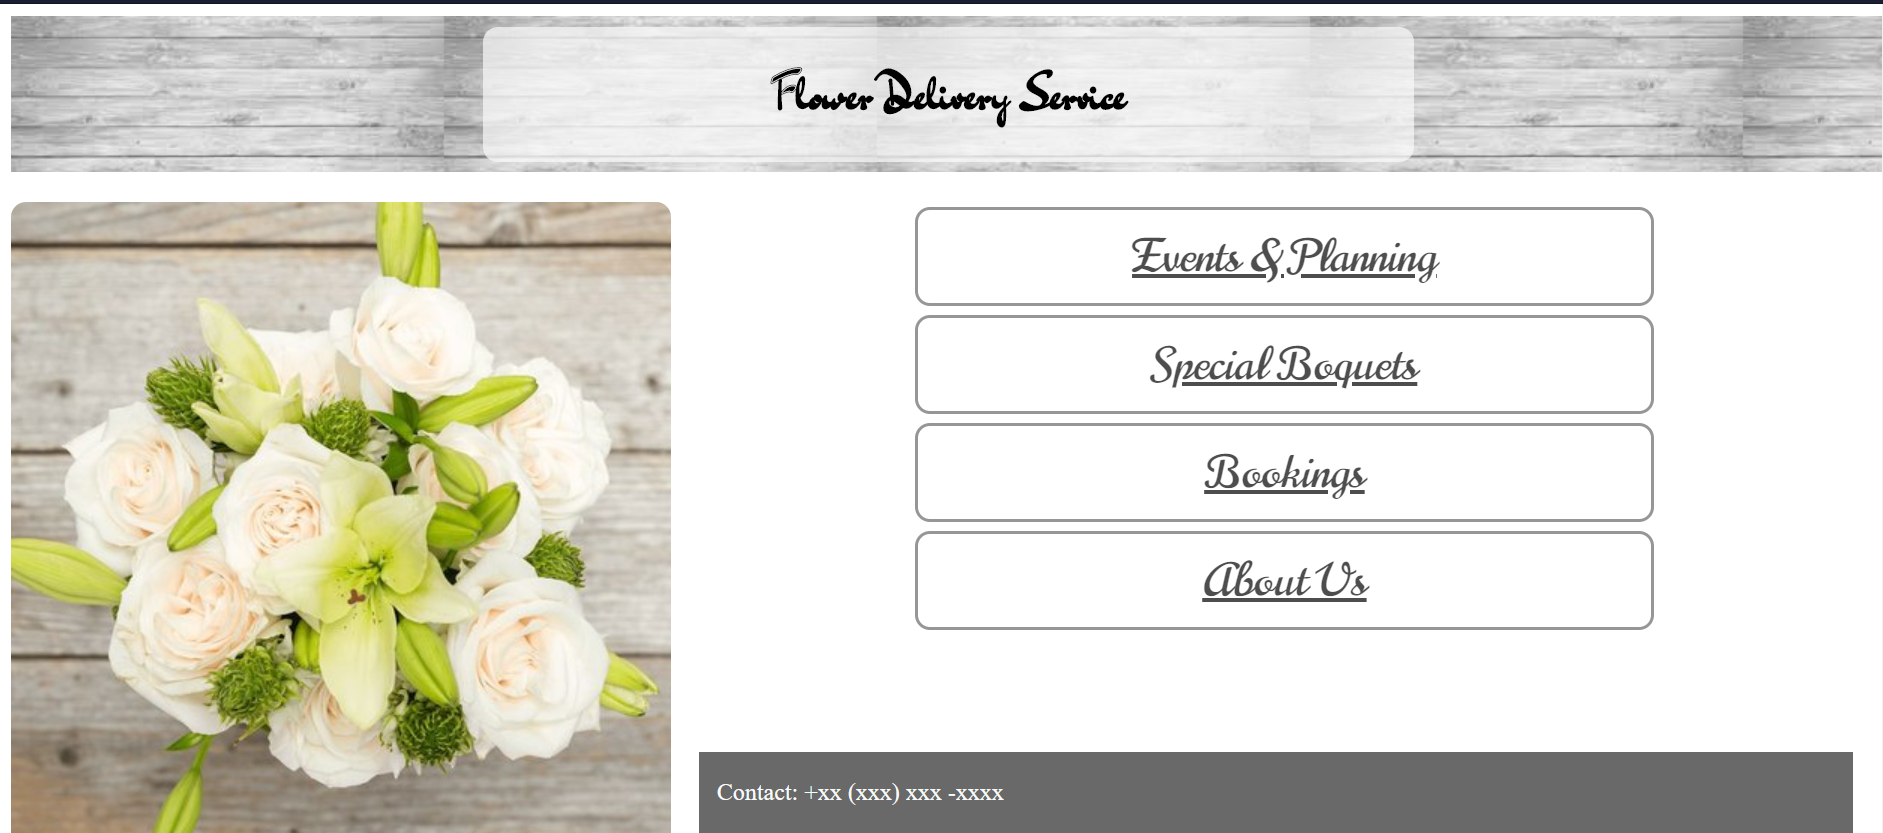 Flower Delivery Service
Events & Planning
Special Boquets
Bookings
About Us
Contact: +xx (xxx) xxx -xxxx